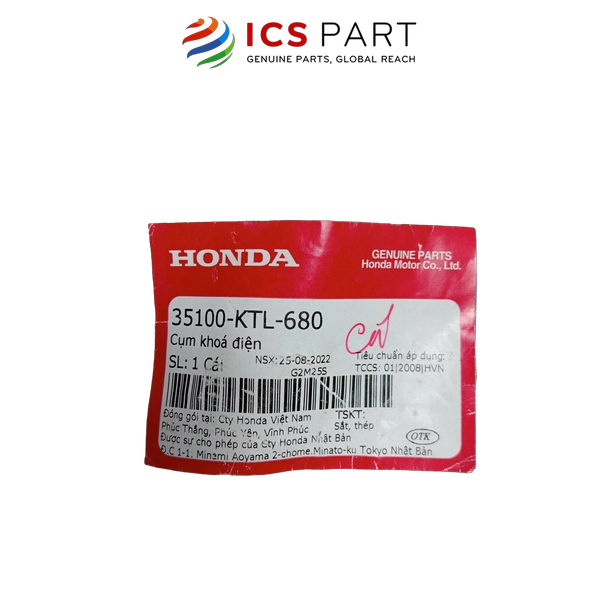 ICS PART
GENUINE PARTS, GLOBAL REACH
HONDA
GENUINE PARTS
Honda Motor Co., Ltd.
35100-KTL-680
Cụm khoá điện
SL: 1 Cái
NSX: 25-08-2022
G2M25S
Tiêu chuẩn áp dụng:
TCCS: 01|2008|HVN
Đóng gói tại: Cty Honda Việt Nam
Phúc Thắng, Phúc Yên, Vĩnh Phúc
Được sự cho phép của Cty Honda Nhật Bản
Đ.C 1-1. Minami Aoyama 2-chome.Minato-ku Tokyo Nhật Bản
TSKT:
Sắt, thép
OTK